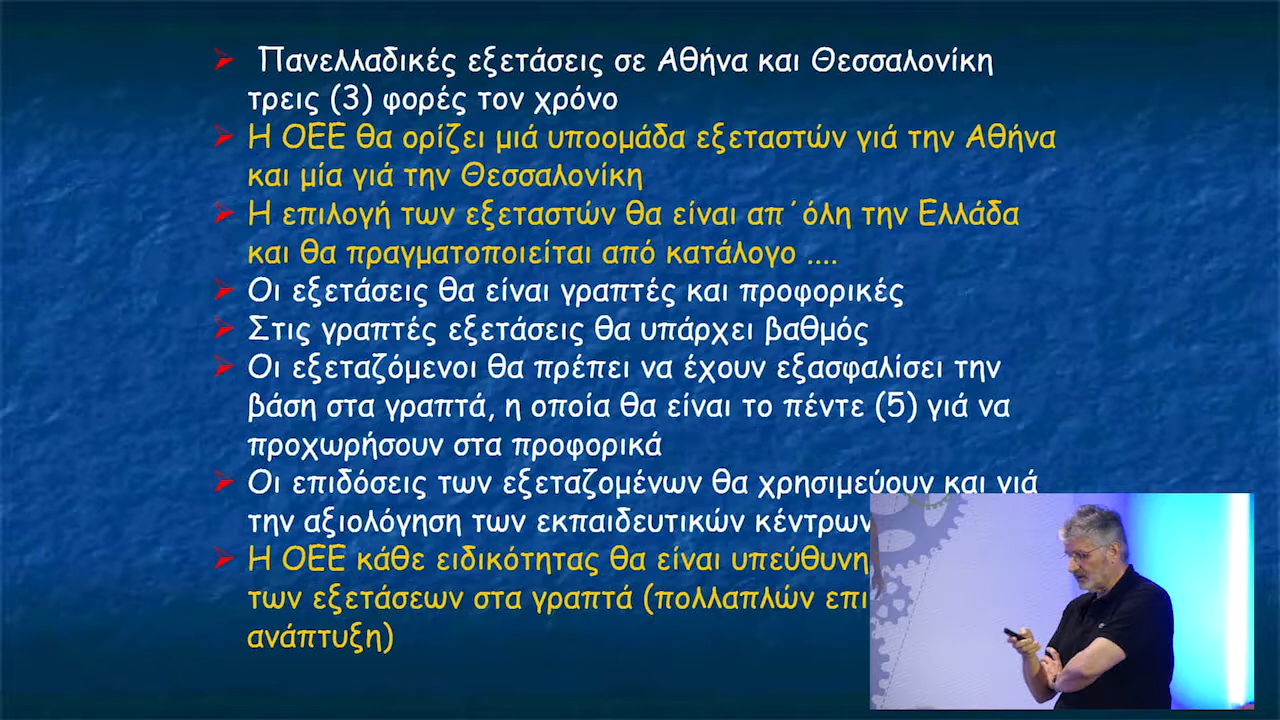 Πανελλαδικές εξετάσεις σε Αθήνα και Θεσσαλονίκη
τρεις (3) φορές τον χρόνο
Η ΟΕΕ θα ορίζει μιά υποομάδα εξεταστών γιά την Αθήνα
και μία γιά την Θεσσαλονίκη
Η επιλογή των εξεταστών θα είναι απ΄όλη την Ελλάδα
και θα πραγματοποιείται από κατάλογο ....
Οι εξετάσεις θα είναι γραπτές και προφορικές
Στις γραπτές εξετάσεις θα υπάρχει βαθμός
Οι εξεταζόμενοι θα πρέπει να έχουν εξασφαλίσει την
βάση στα γραπτά, η οποία θα είναι το πέντε (5) γιά να
προχωρήσουν στα προφορικά
Οι επιδόσεις των εξεταζομένων θα χρησιμεύουν και γιά
την αξιολόγηση των εκπαιδευτικών κέντρων
Η ΟΕΕ κάθε ειδικότητας θα είναι υπεύθυνη
των εξετάσεων στα γραπτά (πολλαπλών
ανάπτυξη)